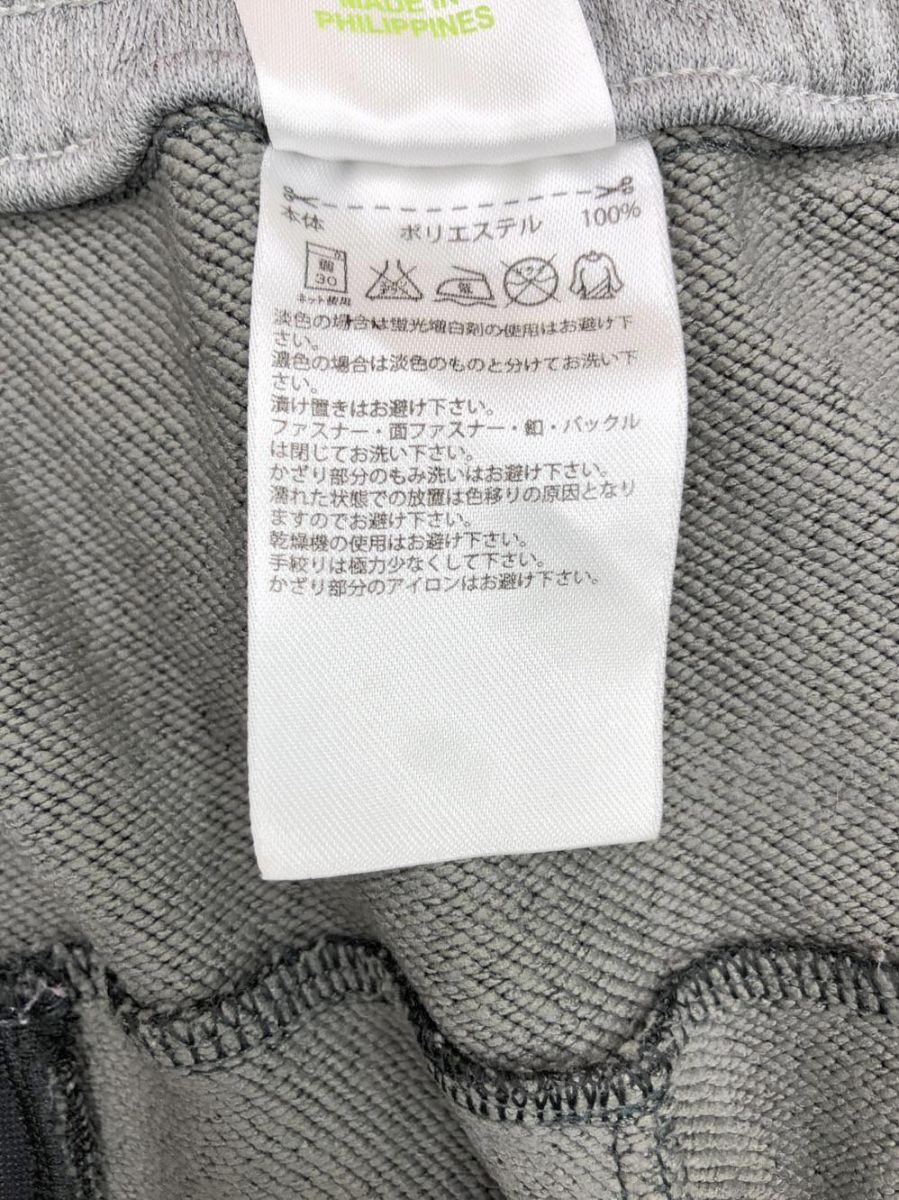 MADE IN
PHILIPPINES
本体 ポリエステル 100%
弱
30
ネット使用
淡色の場合は蛍光増白剤の使用はお避け下
さい。
濃色の場合は淡色のものと分けてお洗い下
さい。
漬け置きはお避け下さい。
ファスナー・面ファスナー・釦・バックル
は閉じてお洗い下さい。
かざり部分のもみ洗いはお避け下さい。
濡れた状態での放置は色移りの原因となり
ますのでお避け下さい。
乾燥機の使用はお避け下さい。
手絞りは極力少なくして下さい。
かざり部分のアイロンはお避け下さい。